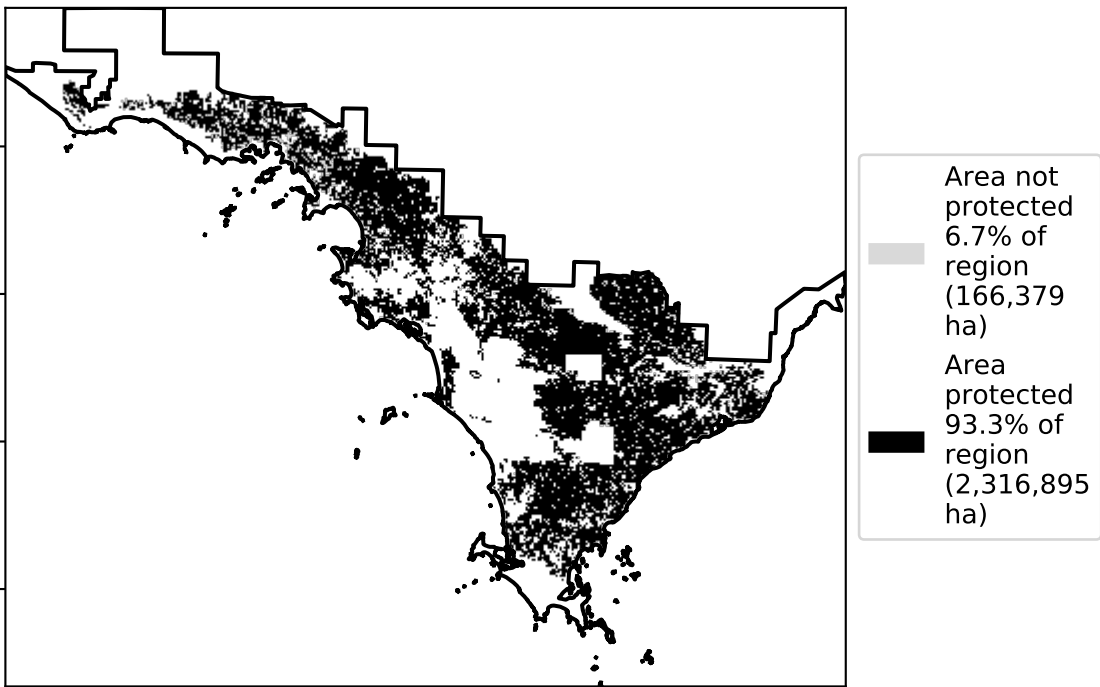 Area not
protected
6.7% of
region
(166,379
ha)
Area
protected
93.3% of
region
(2,316,895
ha)